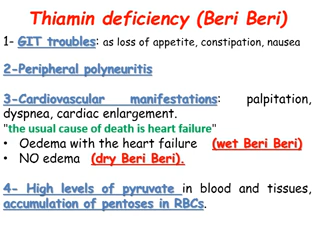 Thiamin deficiency (Beri Beri)
1- GIT troubles: as loss of appetite, constipation, nausea
2-Peripheral polyneuritis
3-Cardiovascular manifestations: palpitation,
dyspnea, cardiac enlargement.
"the usual cause of death is heart failure"
• Oedema with the heart failure (wet Beri Beri)
• NO edema (dry Beri Beri).
4- High levels of pyruvate in blood and tissues,
accumulation of pentoses in RBCs.